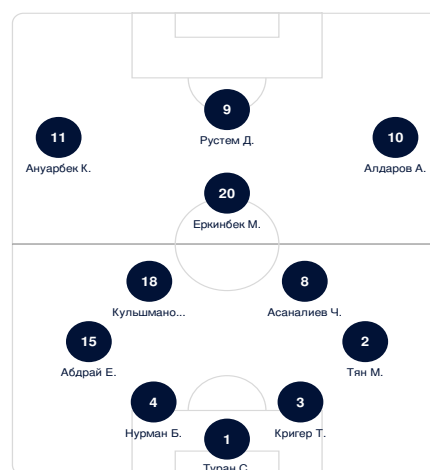 9
Рустем Д.
11
10
Ануарбек К.
Алдаров А.
20
Еркинбек М.
18
8
Кульшмано...
Асаналиев Ч.
15
2
Абдрай Е.
Тян М.
4
3
Нурман Б.
Кригер Т.
1
Туран С